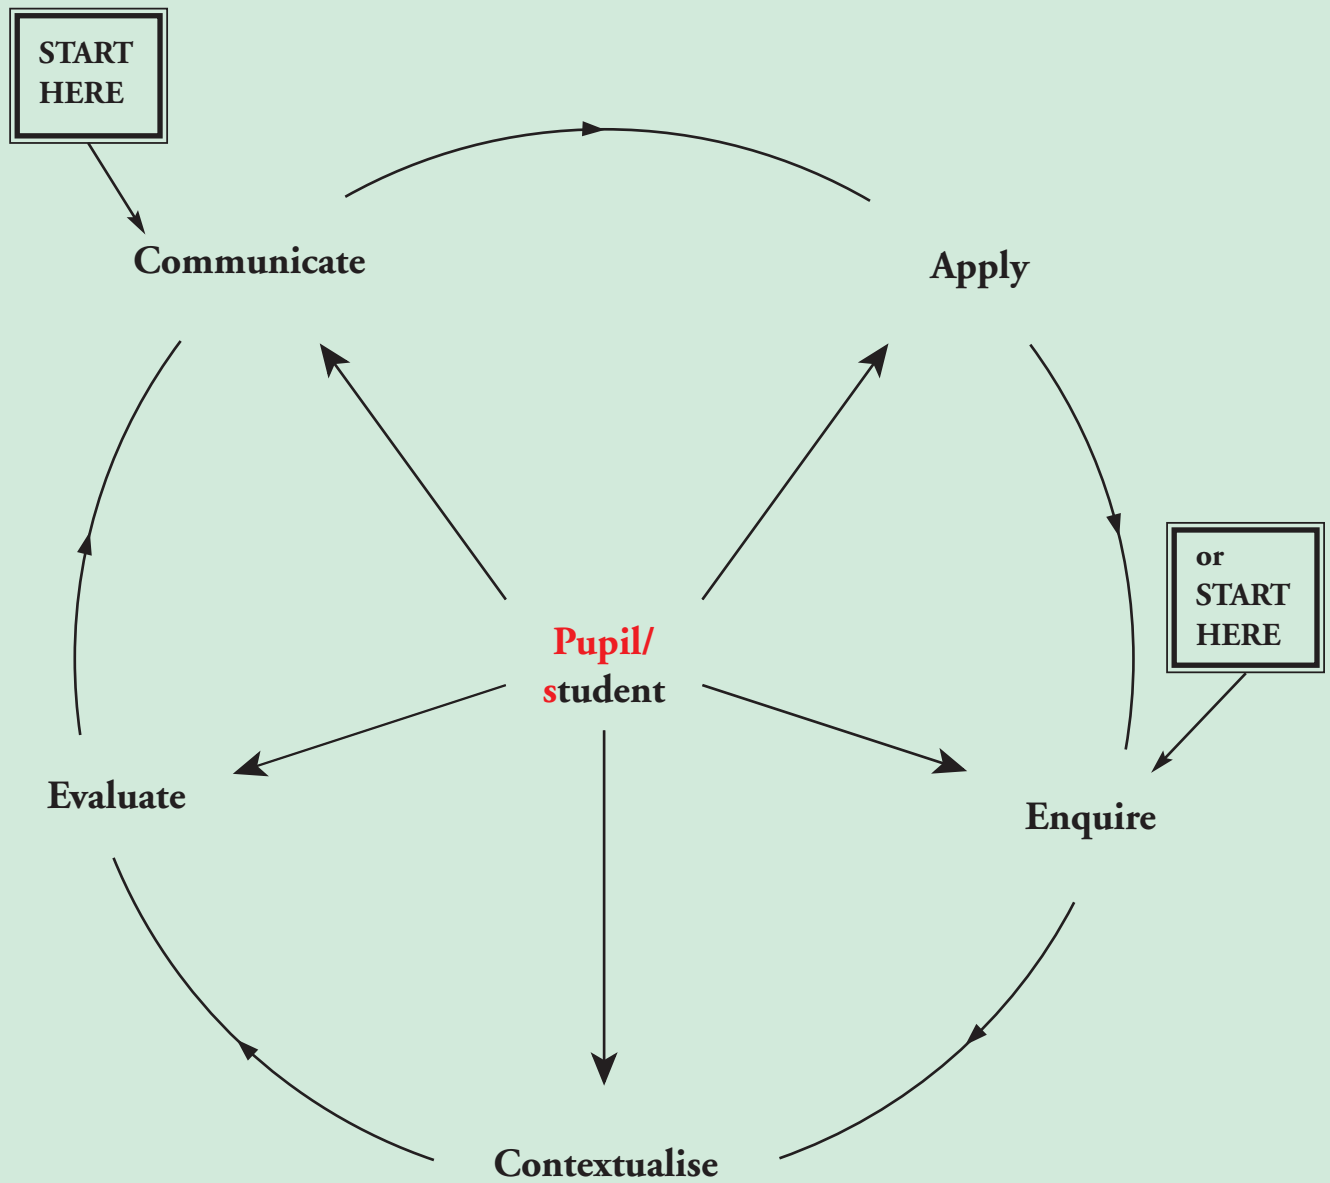 START
HERE
Communicate
Apply
or
START
HERE
Pupil/
student
Evaluate
Enquire
Contextualise